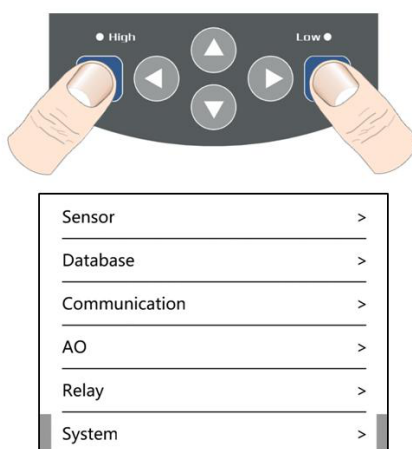 High Low
Sensor >
Database >
Communication >
AO >
Relay >
System >